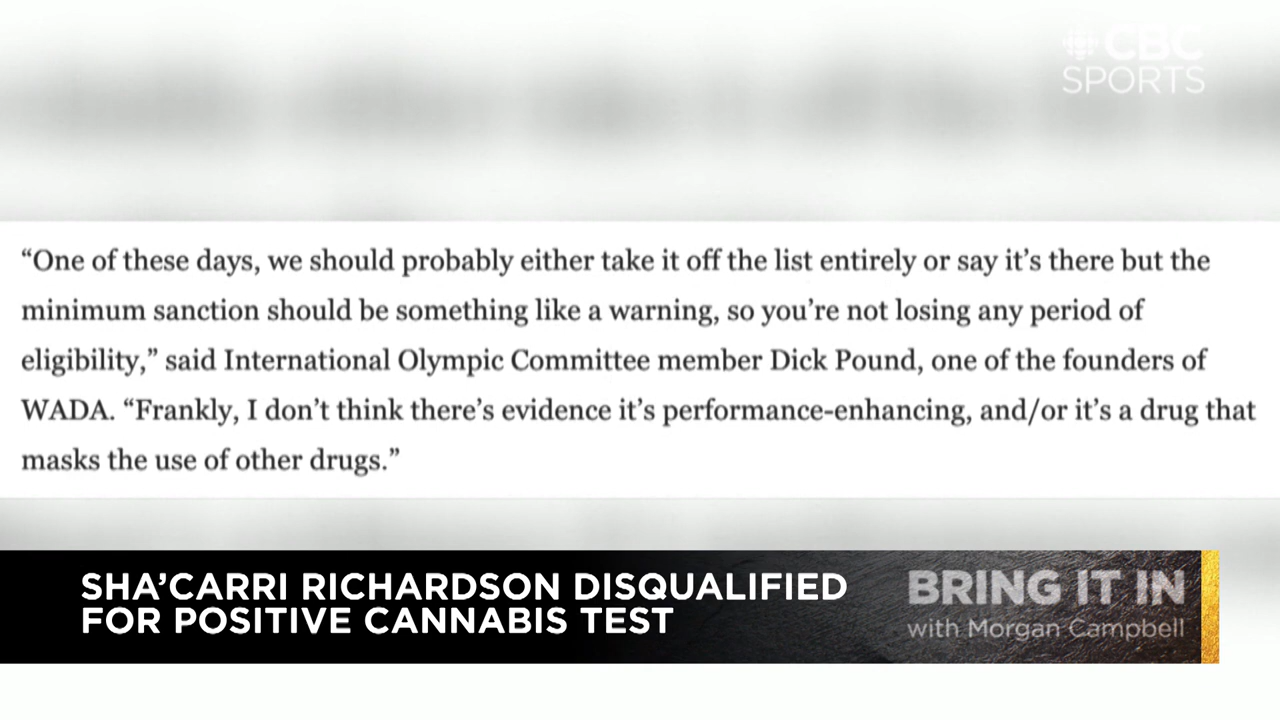 CBC
SPORTS
“One of these days, we should probably either take it off the list entirely or say it’s there but the
minimum sanction should be something like a warning, so you’re not losing any period of
eligibility,” said International Olympic Committee member Dick Pound, one of the founders of
WADA. “Frankly, I don’t think there’s evidence it’s performance-enhancing, and/or it’s a drug that
masks the use of other drugs.”
SHA’CARRI RICHARDSON DISQUALIFIED
FOR POSITIVE CANNABIS TEST
BRING IT IN
with Morgan Campbell